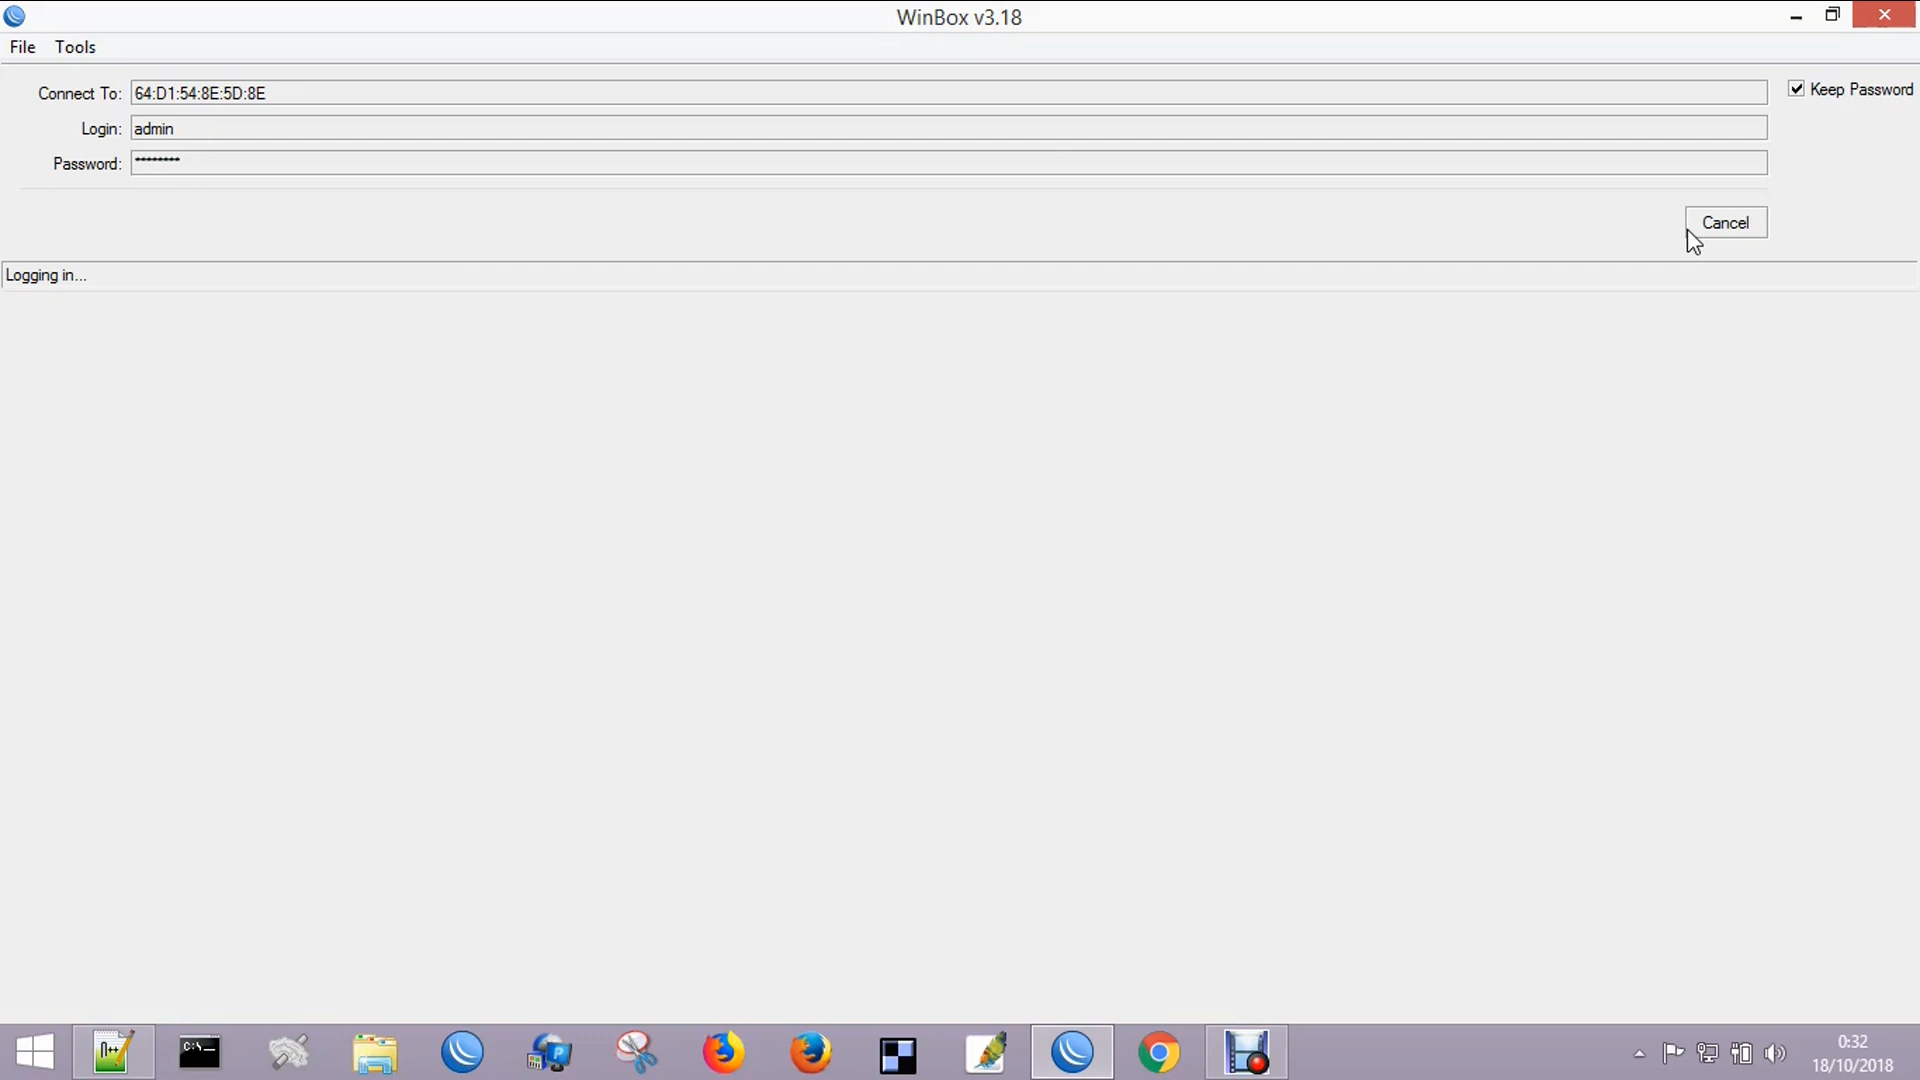 WinBox v3.18
File Tools
Connect To: 64:D1:54:8E:5D:8E
Keep Password
Login: admin
Password: ********
Cancel
Logging in...
0:32
18/10/2018